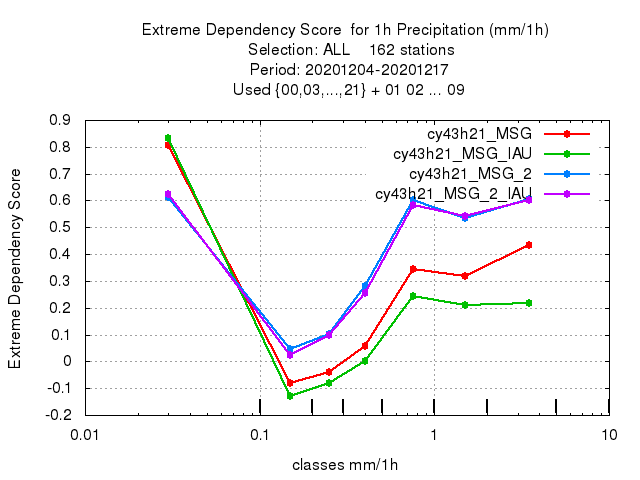 Extreme Dependency Score  for 1h Precipitation (mm/1h)
Selection: ALL    162 stations
Period: 20201204-20201217
Used {00,03,...,21} + 01 02 ... 09
cy43h21_MSG
cy43h21_MSG_IAU
cy43h21_MSG_2
cy43h21_MSG_2_IAU
Extreme Dependency Score
0.9
0.8
0.7
0.6
0.5
0.4
0.3
0.2
0.1
0
-0.1
-0.2
0.01 0.1 1 10
classes mm/1h